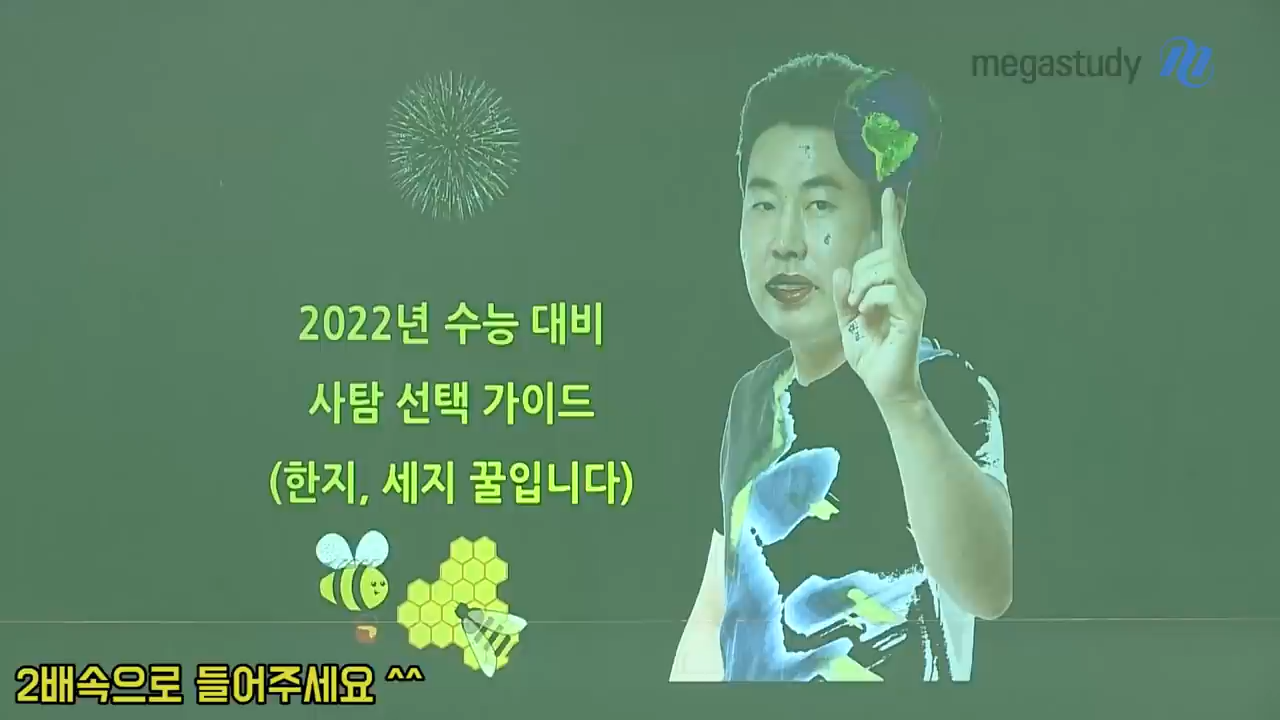 megastudy
2022년 수능 대비
사탐 선택 가이드
(한지, 세지 꿀입니다)
2배속으로 들어주세요 ^^